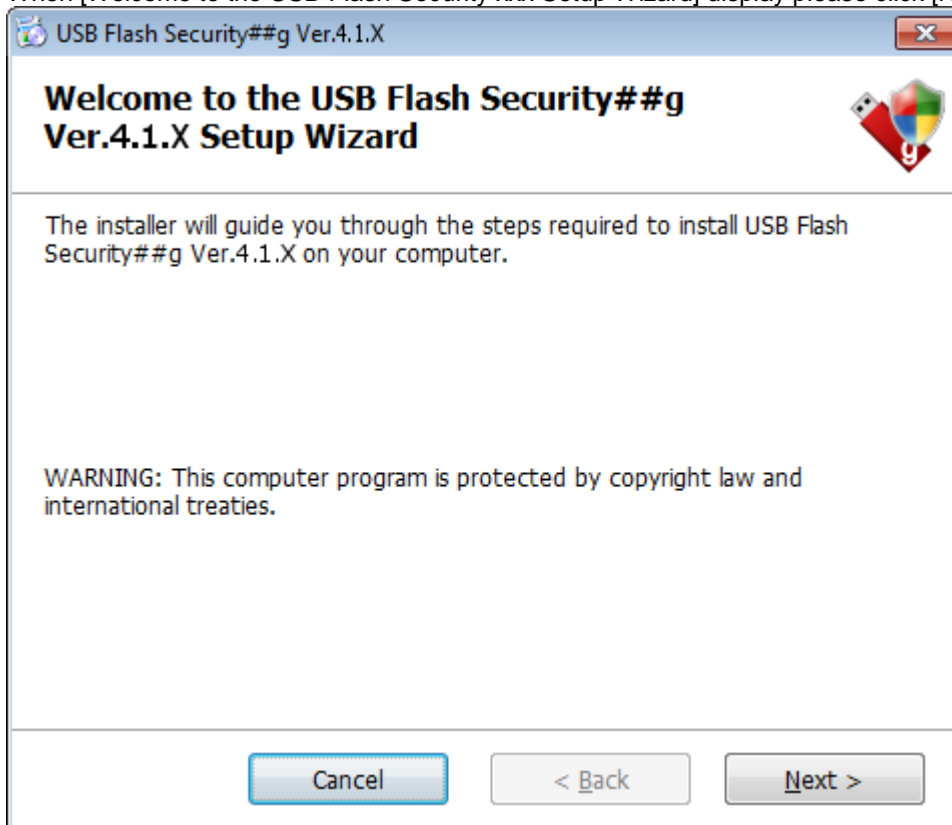 USB Flash Security##g Ver.4.1.X
Welcome to the USB Flash Security##g
Ver.4.1.X Setup Wizard
g
The installer will guide you through the steps required to install USB Flash
Security##g Ver.4.1.X on your computer.
WARNING: This computer program is protected by copyright law and
international treaties.
Cancel
< Back
Next >